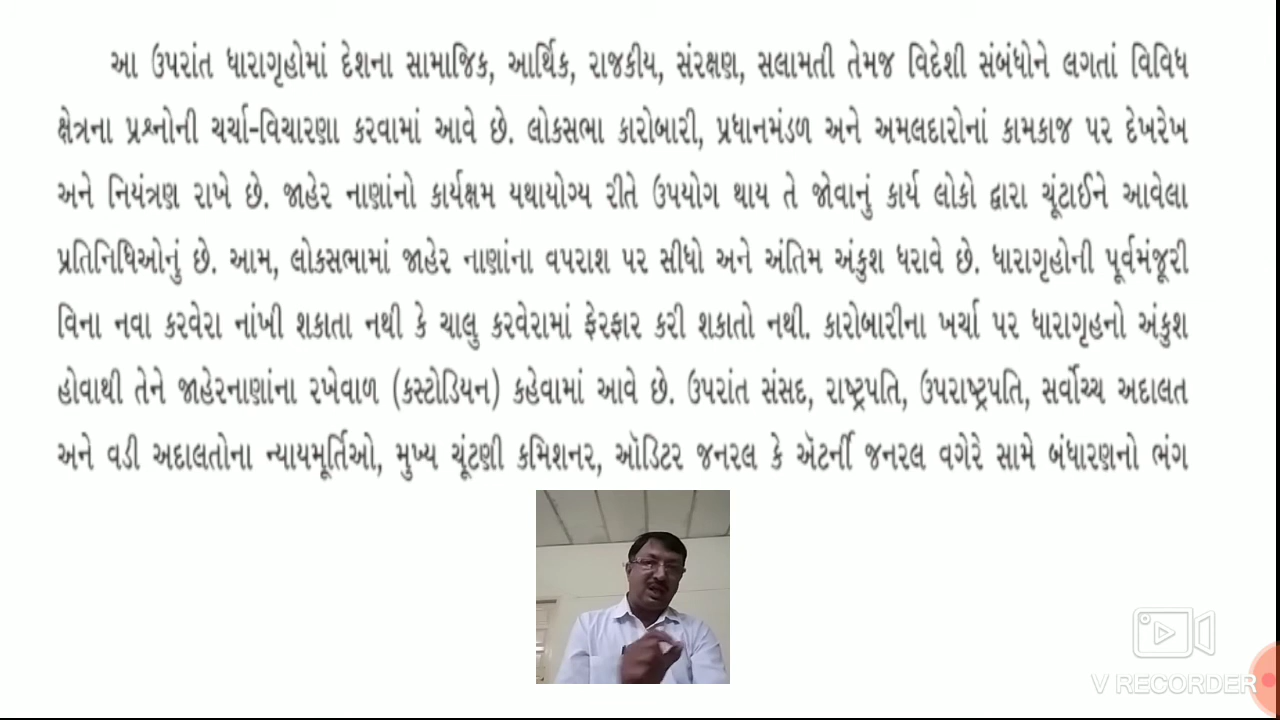 આ ઉપરાંત ધારાગૃહોમાં દેશના સામાજિક, આર્થિક, રાજકીય, સંરક્ષણ, સલામતી તેમજ વિદેશી સંબંધોને લગતાં વિવિધ
ક્ષેત્રના પ્રશ્નોની ચર્ચા-વિચારણા કરવામાં આવે છે. લોકસભા કારોબારી, પ્રધાનમંડળ અને અમલદારોનાં કામકાજ પર દેખરેખ
અને નિયંત્રણ રાખે છે. જાહેર નાણાંનો કાર્યક્ષમ યથાયોગ્ય રીતે ઉપયોગ થાય તે જોવાનું કાર્ય લોકો દ્વારા ચૂંટાઈને આવેલા
પ્રતિનિધિઓનું છે. આમ, લોકસભામાં જાહેર નાણાંના વપરાશ પર સીધો અને અંતિમ અંકુશ ધરાવે છે. ધારાગૃહોની પૂર્વમંજૂરી
વિના નવા કરવેરા નાંખી શકાતા નથી કે ચાલુ કરવેરામાં ફેરફાર કરી શકાતો નથી. કારોબારીના ખર્ચા પર ધારાગૃહનો અંકુશ
હોવાથી તેને જાહેરનાણાંના રખેવાળ (કસ્ટોડિયન) કહેવામાં આવે છે. ઉપરાંત સંસદ, રાષ્ટ્રપતિ, ઉપરાષ્ટ્રપતિ, સર્વોચ્ચ અદાલત
અને વડી અદાલતોના ન્યાયમૂર્તિઓ, મુખ્ય ચૂંટણી કમિશનર, ઑડિટર જનરલ કે ઍટર્ની જનરલ વગેરે સામે બંધારણનો ભંગ
V RECORDER